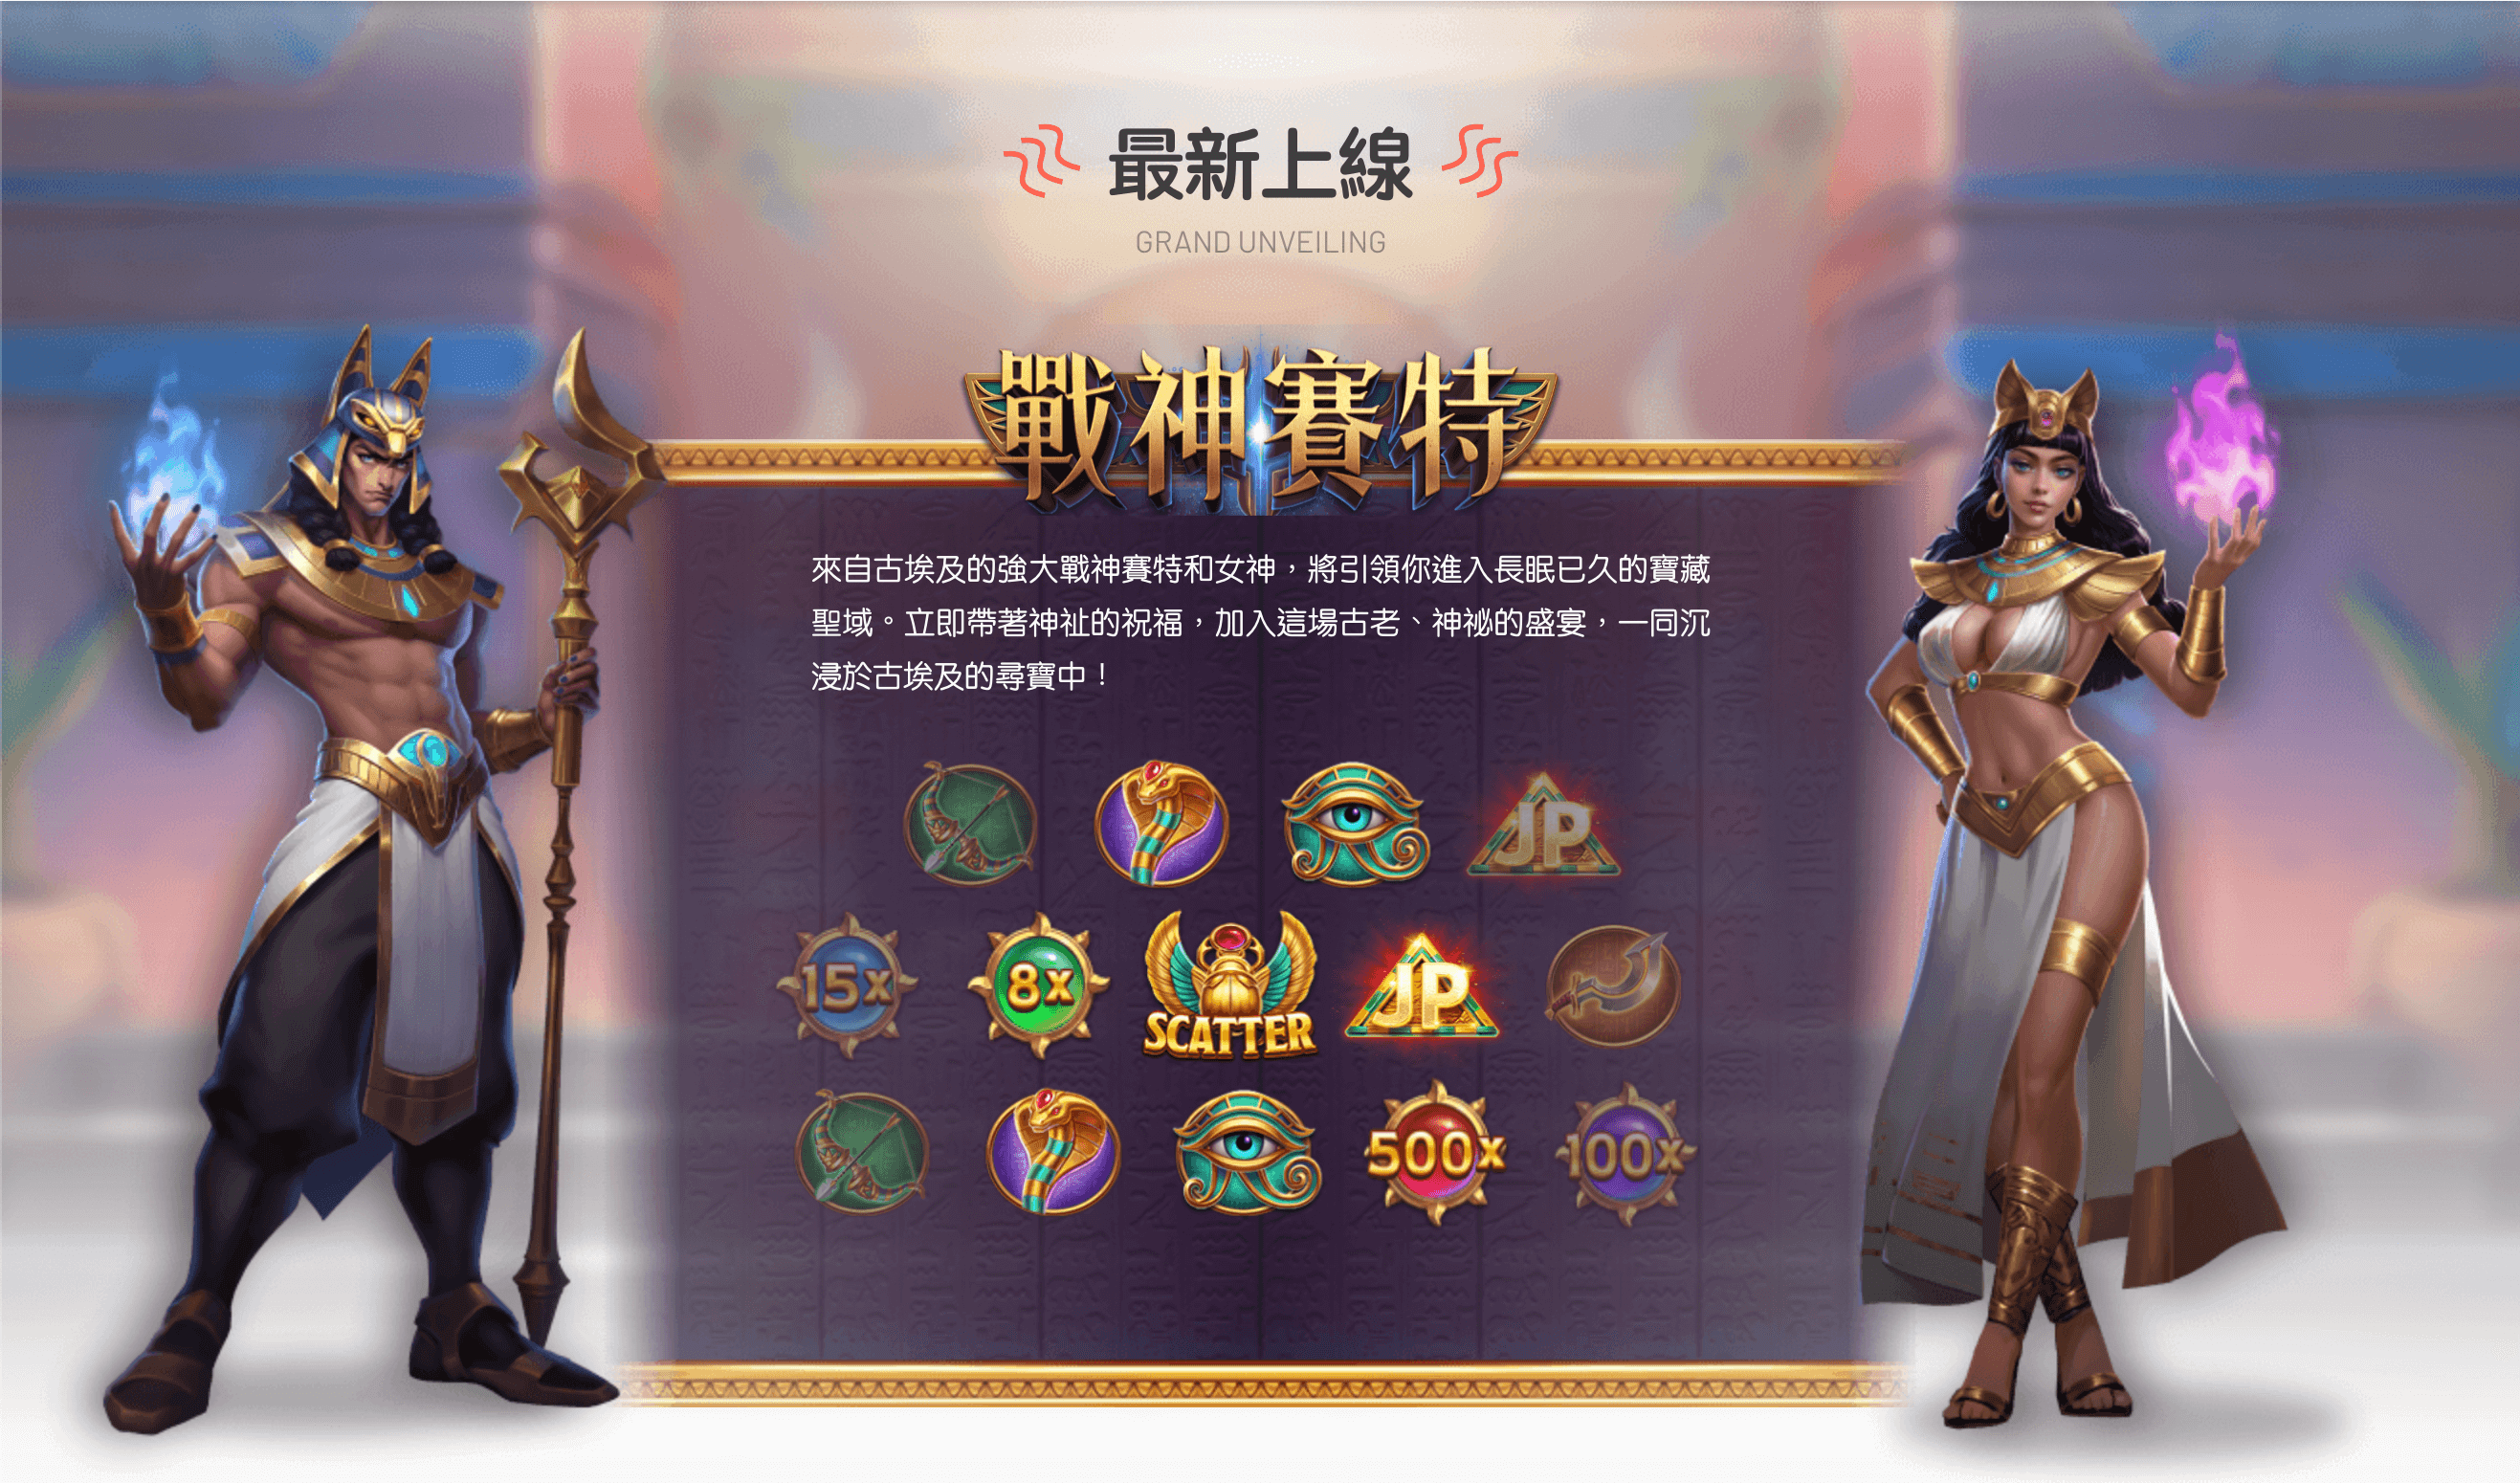 最新上線
GRAND UNVEILING
戰神賽特
來自古埃及的強大戰神賽特和女神，將引領你進入長眠已久的寶藏
聖域。立即帶著神祉的祝福，加入這場古老、神祕的盛宴，一同沉
浸於古埃及的尋寶中！
JP
15x 8x SCATTER JP
500x 100x